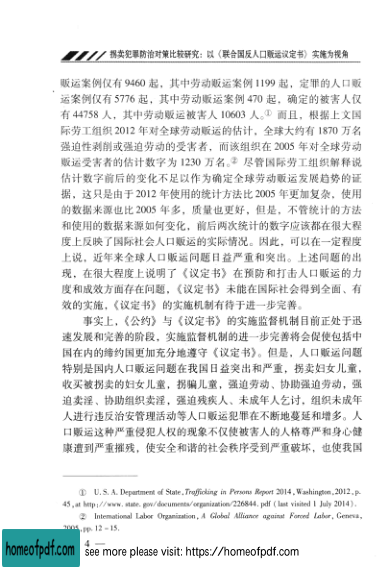 拐卖犯罪防治对策比较研究：以《联合国反人口贩运议定书》实施为视角
贩运案例仅有 9460 起，其中劳动贩运案例 1199 起，定罪的人口贩
运案例仅有 5776 起，其中劳动贩运案例 470 起，确定的被害人仅
有 44758 人，其中劳动贩运被害人 10603 人。① 而且，根据上文国
际劳工组织 2012 年对全球劳动贩运的估计，全球大约有 1870 万名
强迫性剥削或强迫劳动的受害者，而该组织在 2005 年对全球劳动
贩运受害者的估计数字为 1230 万名。② 尽管国际劳工组织解释说
估计数字前后的变化不足以作为确定全球劳动贩运发展趋势的证
据，这只是由于 2012 年使用的统计方法比 2005 年更加复杂，使用
的数据来源也比 2005 年多，质量也更好，但是，不管统计的方法
和使用的数据来源如何变化，前后两次统计的数字应该都在很大程
度上反映了国际社会人口贩运的实际情况。因此，可以在一定程度
上说，近年来全球人口贩运问题日益严重和突出。上述问题的出
现，在很大程度上说明了《议定书》在预防和打击人口贩运的力
度和成效方面存在问题，《议定书》未能在国际社会得到全面、有
效的实施，《议定书》的实施机制有待于进一步完善。
事实上，《公约》与《议定书》的实施监督机制目前正处于迅
速发展和完善的阶段，实施监督机制的进一步完善将会促使包括中
国在内的缔约国更加充分地遵守《议定书》。但是，人口贩运问题
特别是国内人口贩运问题在我国日益突出和严重，拐卖妇女儿童，
收买被拐卖的妇女儿童，拐骗儿童，强迫劳动、协助强迫劳动，强
迫卖淫、协助组织卖淫，强迫残疾人、未成年人乞讨，组织未成年
人进行违反治安管理活动等人口贩运犯罪在不断地蔓延和增多。人
口贩运这种严重侵犯人权的现象不仅使被害人的人格尊严和身心健
康遭到严重摧残，使安全和谐的社会秩序受到严重破坏，也使我国
① U. S. A. Department of State, Trafficking in Persons Report 2014, Washington, 2012, p.
45, at http://www. state. gov/documents/organization/226844. pdf ( last visited 1 July 2014).
② International Labor Organization, A Global Alliance against Forced Labor, Geneva,
2005, pp. 12 – 15.
4 —
homeofpdf.com
see more please visit: https://homeofpdf.com